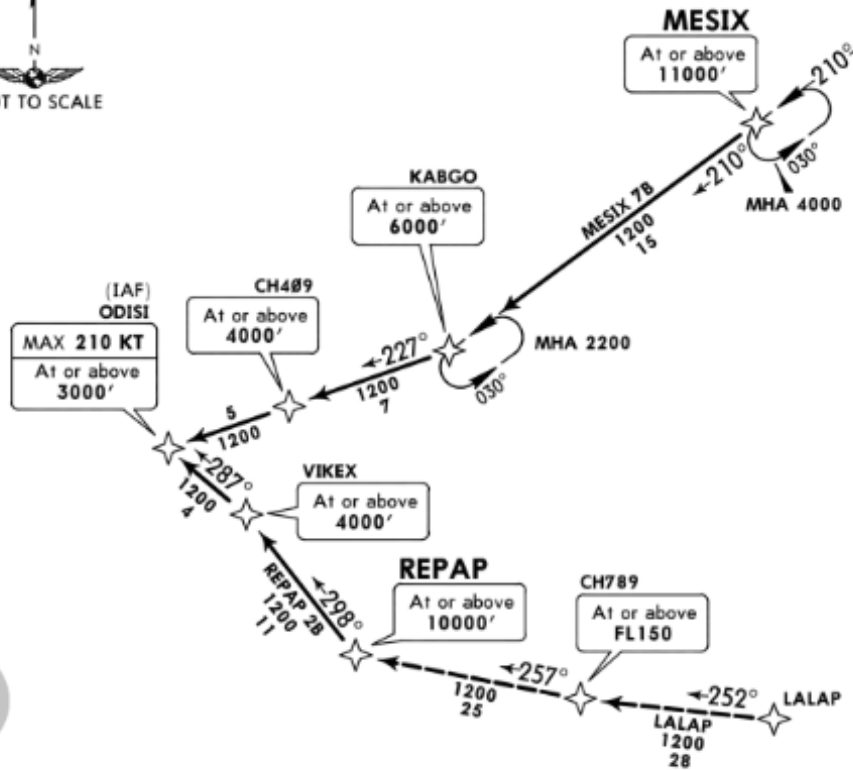 N
T TO SCALE
MESIX
At or above
11000'
210°
030°
MHA 4000
210°
MESIX 7B
1200
15
KABGO
At or above
6000'
MHA 2200
030°
227°
1200
7
CH409
At or above
4000'
5
1200
(IAF)
ODISI
MAX 210 KT
At or above
3000'
287°
1200
4
VIKEX
At or above
4000'
298°
REPAP 2B
1200
11
REPAP
At or above
10000'
257°
1200
25
CH789
At or above
FL150
252°
LALAP
1200
28
LALAP